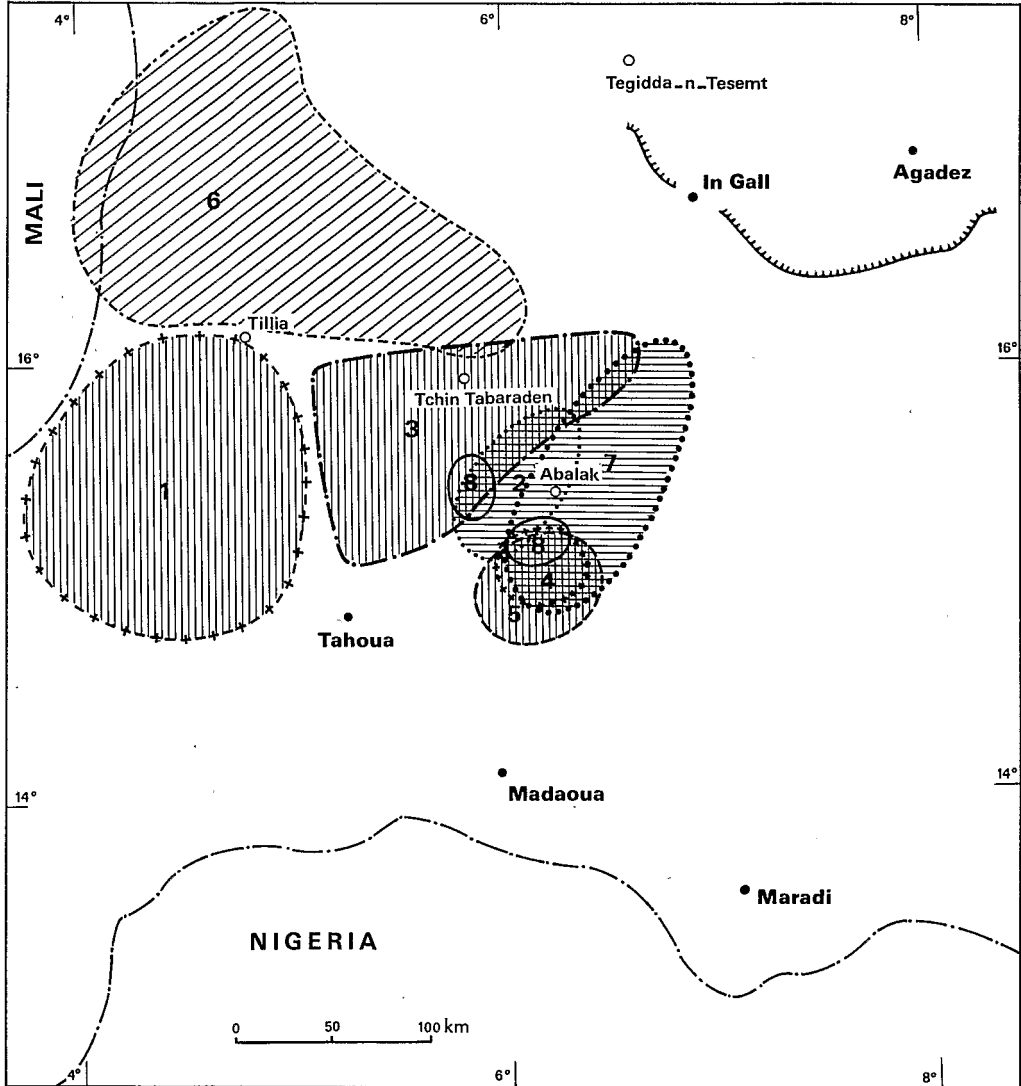 4°
6°
8°
Tegidda-n-Tesemt
Agadez
In Gall
MALI
6
Tillia
16°
16°
Tchin Tabaraden
3
7
1
8
2
Abalak
8
4
5
Tahoua
Madaoua
14°
14°
Maradi
NIGERIA
0
50
100 km
4°
6°
8°